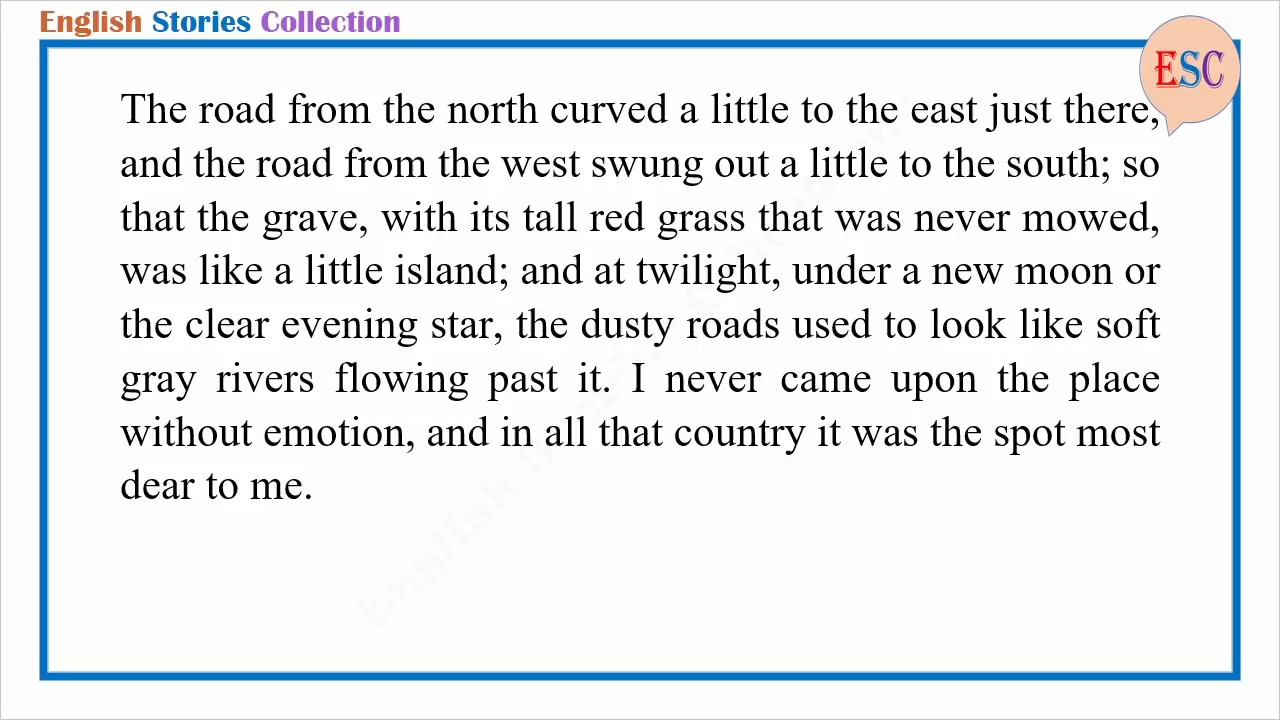 English Stories Collection
ESC
The road from the north curved a little to the east just there,
and the road from the west swung out a little to the south; so
that the grave, with its tall red grass that was never mowed,
was like a little island; and at twilight, under a new moon or
the clear evening star, the dusty roads used to look like soft
gray rivers flowing past it. I never came upon the place
without emotion, and in all that country it was the spot most
dear to me.